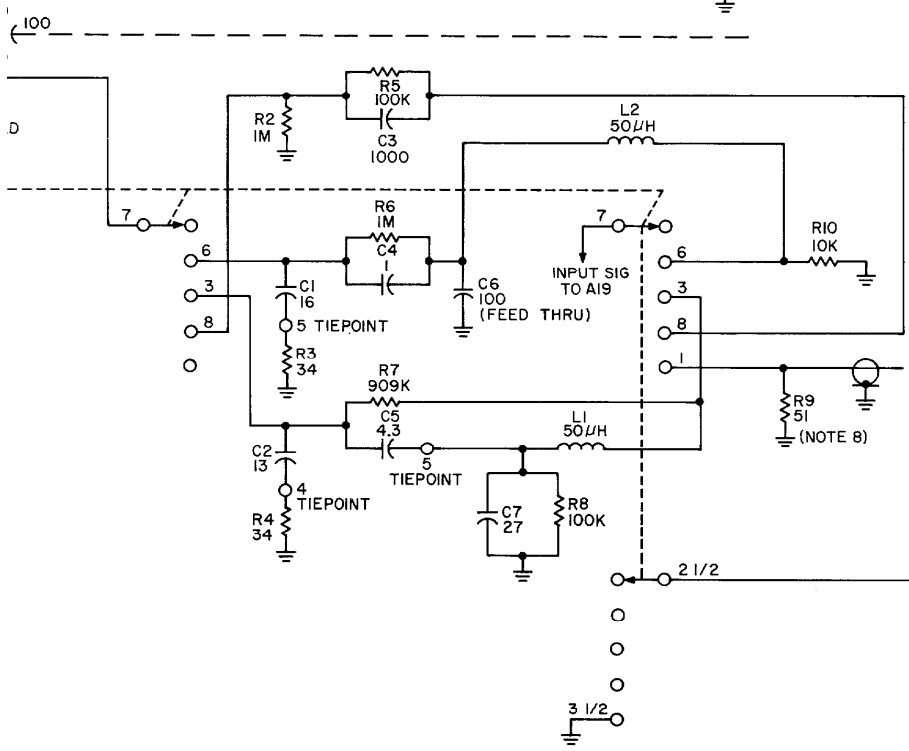 100
R5
100K
C3
1000
R2
1M
L2
50µH
D
7
R6
1M
C4
1
6
C1
16
5 TIEPOINT
R3
34
3
8
C6
100
(FEED THRU)
7
INPUT SIG
TO A19
6
R10
10K
3
8
1
R7
909K
C5
4.3
5
TIEPOINT
L1
50µH
R9
51
(NOTE 8)
C2
13
4
TIEPOINT
R4
34
C7
27
R8
100K
2 1/2
3 1/2